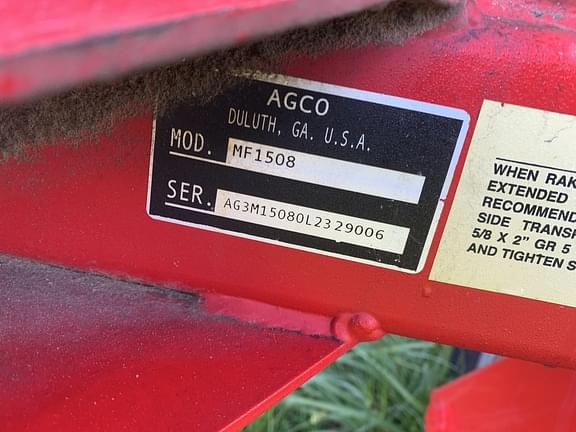 AGCO
DULUTH, GA. U.S.A.
MOD. MF1508
SER. AG3M15080L2329006
WHEN RAK
EXTENDED
RECOMMEND
SIDE TRANSP
5/8 X 2" GR 5
AND TIGHTEN S